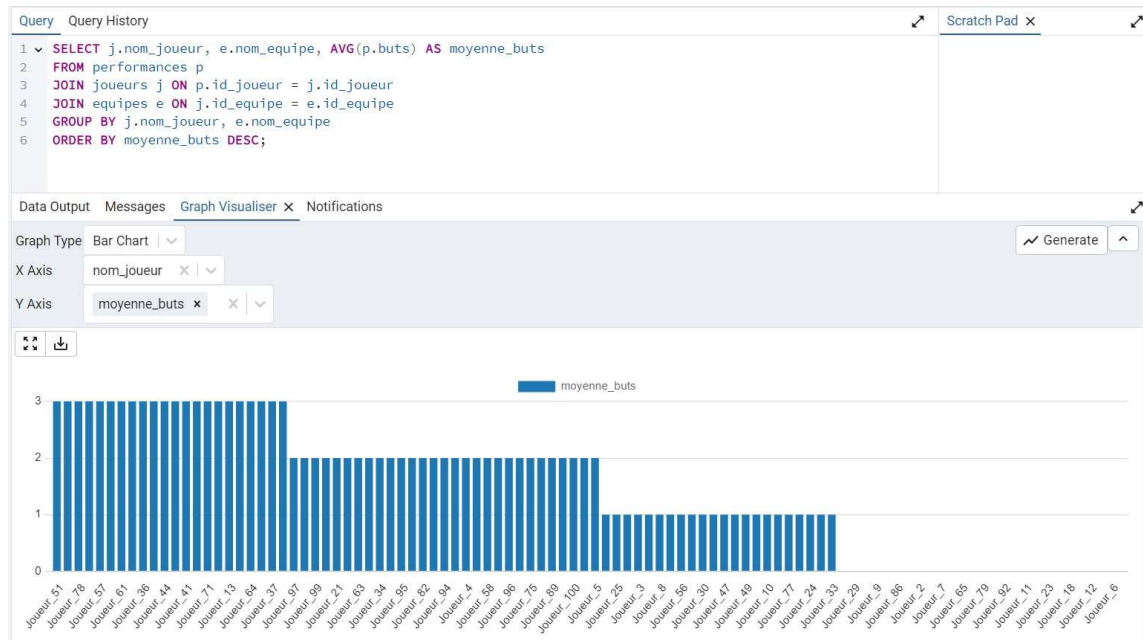 Query Query History Scratch Pad
1 SELECT j.nom_joueur, e.nom_equipe, AVG(p.buts) AS moyenne_buts
2 FROM performances p
3 JOIN joueurs j ON p.id_joueur = j.id_joueur
4 JOIN equipes e ON j.id_equipe = e.id_equipe
5 GROUP BY j.nom_joueur, e.nom_equipe
6 ORDER BY moyenne_buts DESC;
Data Output Messages Graph Visualiser Notifications
Graph Type Bar Chart Generate
X Axis nom_joueur
Y Axis moyenne_buts
moyenne_buts
3
2
1
0
Joueur_51 Joueur_78 Joueur_57 Joueur_61 Joueur_36 Joueur_44 Joueur_41 Joueur_71 Joueur_13 Joueur_64 Joueur_37 Joueur_97 Joueur_99 Joueur_21 Joueur_63 Joueur_34 Joueur_95 Joueur_82 Joueur_94 Joueur_4 Joueur_58 Joueur_96 Joueur_75 Joueur_89 Joueur_100 Joueur_5 Joueur_25 Joueur_3 Joueur_8 Joueur_56 Joueur_30 Joueur_47 Joueur_49 Joueur_10 Joueur_77 Joueur_24 Joueur_33 Joueur_29 Joueur_9 Joueur_86 Joueur_2 Joueur_7 Joueur_65 Joueur_79 Joueur_92 Joueur_11 Joueur_23 Joueur_18 Joueur_12 Joueur_6